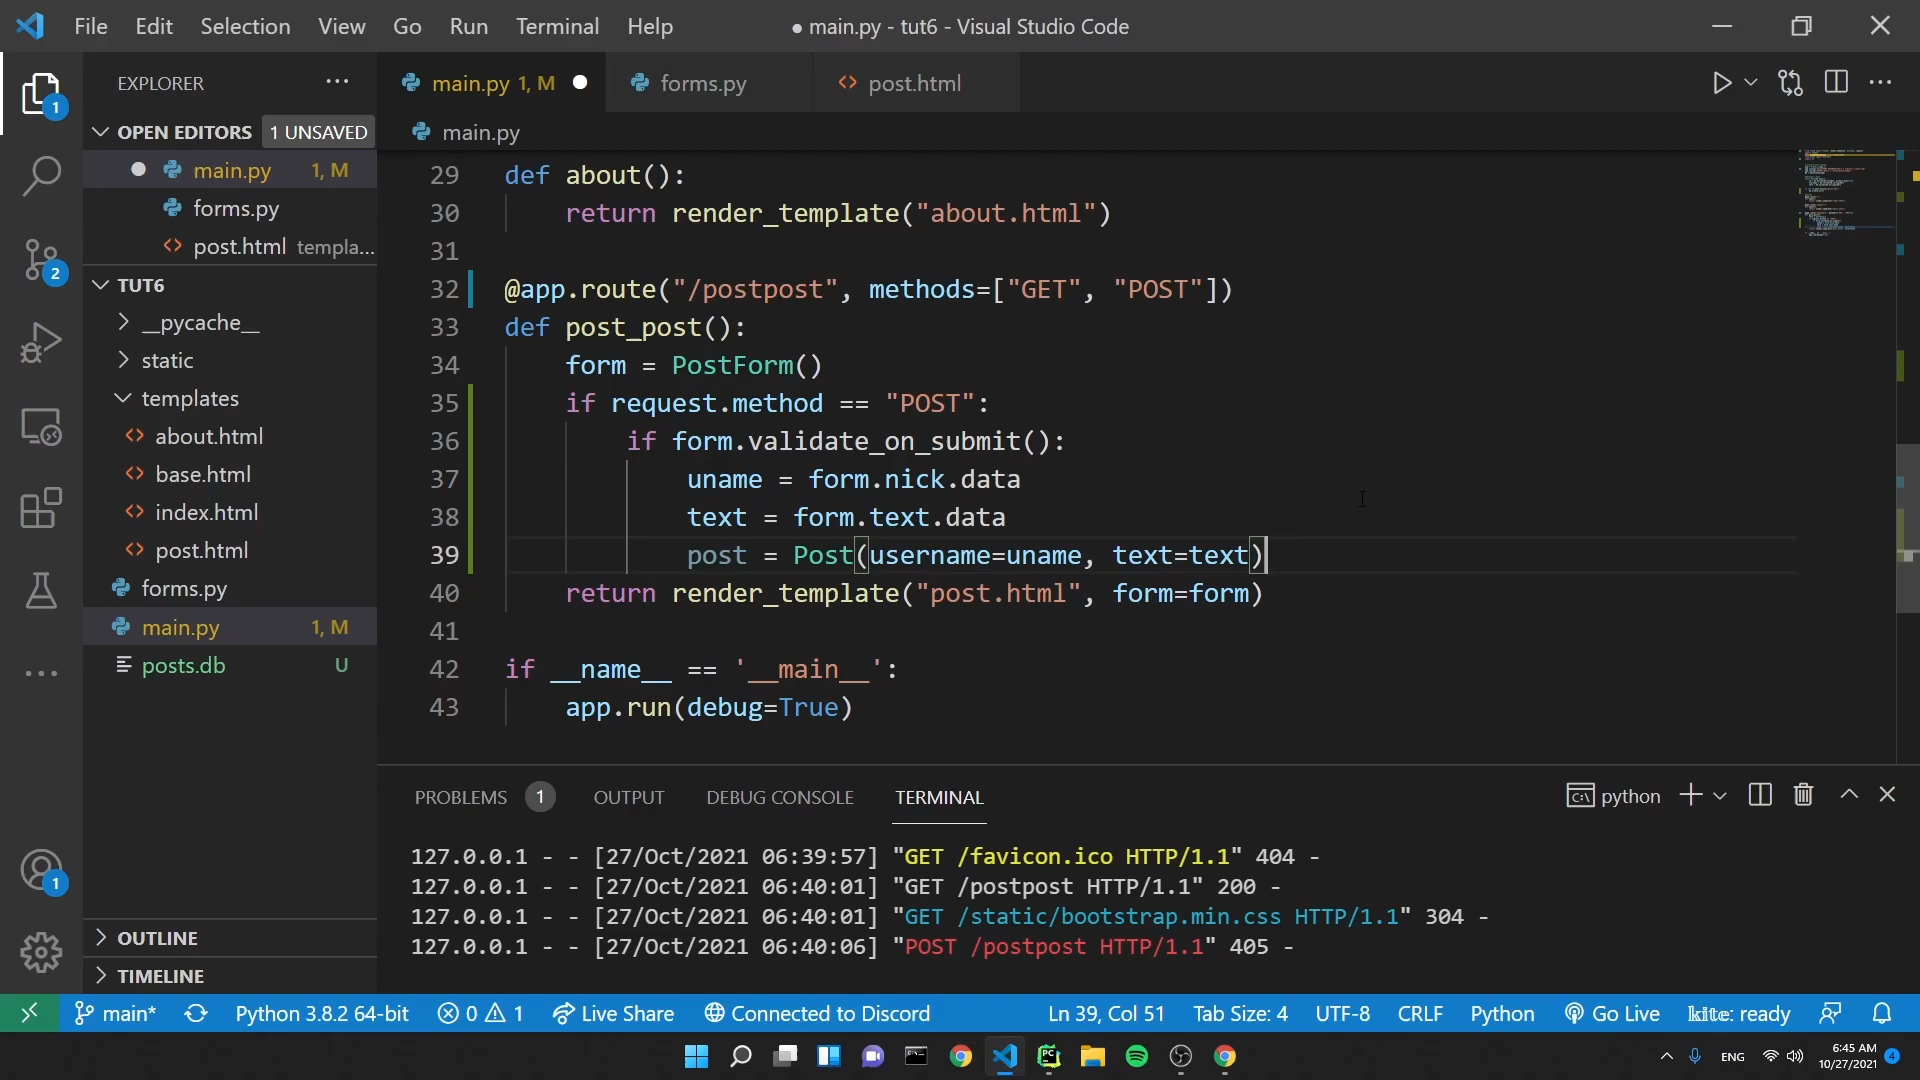 File Edit Selection View Go Run Terminal Help ● main.py - tut6 - Visual Studio Code
EXPLORER
main.py 1, M
forms.py
post.html
OPEN EDITORS 1 UNSAVED
main.py
main.py 1, M
forms.py
post.html templa...
TUT6
__pycache__
static
templates
about.html
base.html
index.html
post.html
forms.py
main.py 1, M
posts.db U
OUTLINE
TIMELINE
1
2
1
29 def about():
30 return render_template("about.html")
31
32 @app.route("/postpost", methods=["GET", "POST"])
33 def post_post():
34 form = PostForm()
35 if request.method == "POST":
36 if form.validate_on_submit():
37 uname = form.nick.data
38 text = form.text.data
39 post = Post(username=uname, text=text)
40 return render_template("post.html", form=form)
41
42 if __name__ == '__main__':
43 app.run(debug=True)
PROBLEMS 1 OUTPUT DEBUG CONSOLE TERMINAL python
127.0.0.1 - - [27/Oct/2021 06:39:57] "GET /favicon.ico HTTP/1.1" 404 -
127.0.0.1 - - [27/Oct/2021 06:40:01] "GET /postpost HTTP/1.1" 200 -
127.0.0.1 - - [27/Oct/2021 06:40:01] "GET /static/bootstrap.min.css HTTP/1.1" 304 -
127.0.0.1 - - [27/Oct/2021 06:40:06] "POST /postpost HTTP/1.1" 405 -
main* Python 3.8.2 64-bit 0 1 Live Share Connected to Discord Ln 39, Col 51 Tab Size: 4 UTF-8 CRLF Python Go Live kite: ready
ENG 6:45 AM
10/27/2021 4